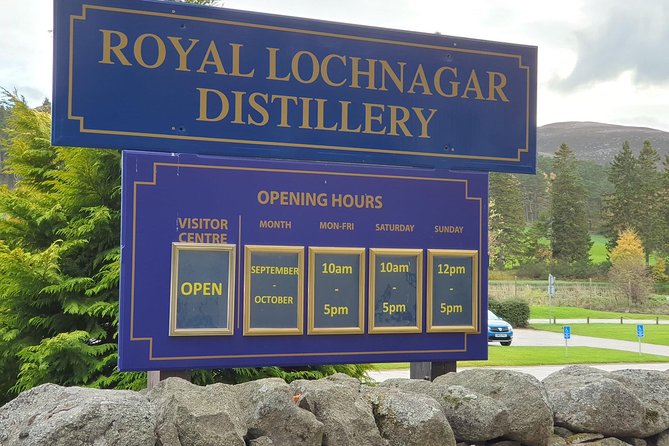 ROYAL LOCHNAGAR
DISTILLERY
OPENING HOURS
VISITOR
CENTRE
MONTH
MON-FRI
SATURDAY
SUNDAY
OPEN
SEPTEMBER
-
OCTOBER
10am
-
5pm
10am
-
5pm
12pm
-
5pm